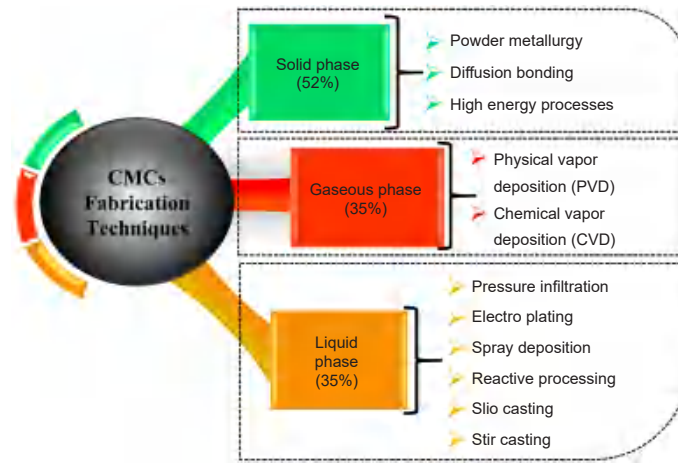 CMCs
Fabrication
Techniques
Solid phase
(52%)
Powder metallurgy
Diffusion bonding
High energy processes
Gaseous phase
(35%)
Physical vapor
deposition (PVD)
Chemical vapor
deposition (CVD)
Liquid
phase
(35%)
Pressure infiltration
Electro plating
Spray deposition
Reactive processing
Slio casting
Stir casting